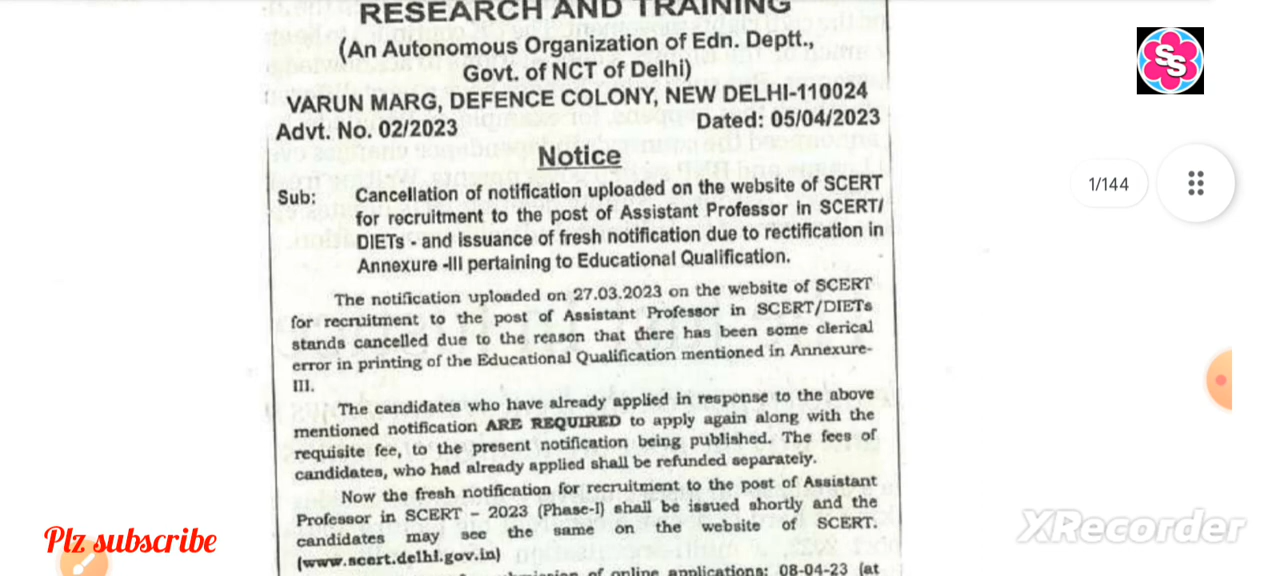 RESEARCH AND TRAINING
(An Autonomous Organization of Edn. Deptt.,
Govt. of NCT of Delhi)
VARUN MARG, DEFENCE COLONY, NEW DELHI-110024
Advt. No. 02/2023 Dated: 05/04/2023
Notice
Sub: Cancellation of notification uploaded on the website of SCERT
for recruitment to the post of Assistant Professor in SCERT/
DIETs - and issuance of fresh notification due to rectification in
Annexure -III pertaining to Educational Qualification.
The notification uploaded on 27.03.2023 on the website of SCERT
for recruitment to the post of Assistant Professor in SCERT/DIETs
stands cancelled due to the reason that there has been some clerical
error in printing of the Educational Qualification mentioned in Annexure-
III.
The candidates who have already applied in response to the above
mentioned notification ARE REQUIRED to apply again along with the
requisite fee, to the present notification being published. The fees of
candidates, who had already applied shall be refunded separately.
Now the fresh notification for recruitment to the post of Assistant
Professor in SCERT - 2023 (Phase-I) shall be issued shortly and the
candidates may see the same on the website of SCERT.
(www.scert.delhi.gov.in)
of online applications: 08-04-23 (at
SS
1/144
Plz subscribe
XRecorder